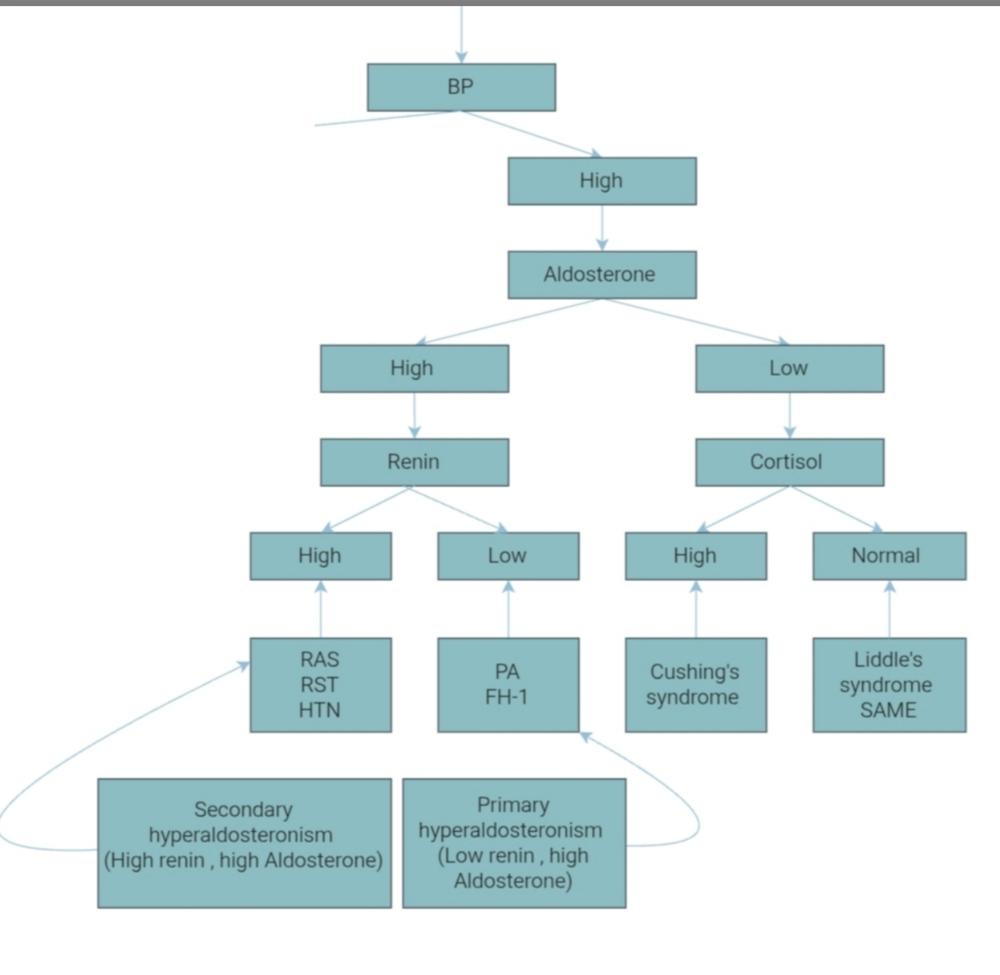 BP
High
Aldosterone
High
Low
Renin
Cortisol
High
Low
High
Normal
RAS
RST
HTN
PA
FH-1
Cushing's
syndrome
Liddle's
syndrome
SAME
Secondary
hyperaldosteronism
(High renin , high Aldosterone)
Primary
hyperaldosteronism
(Low renin , high
Aldosterone)